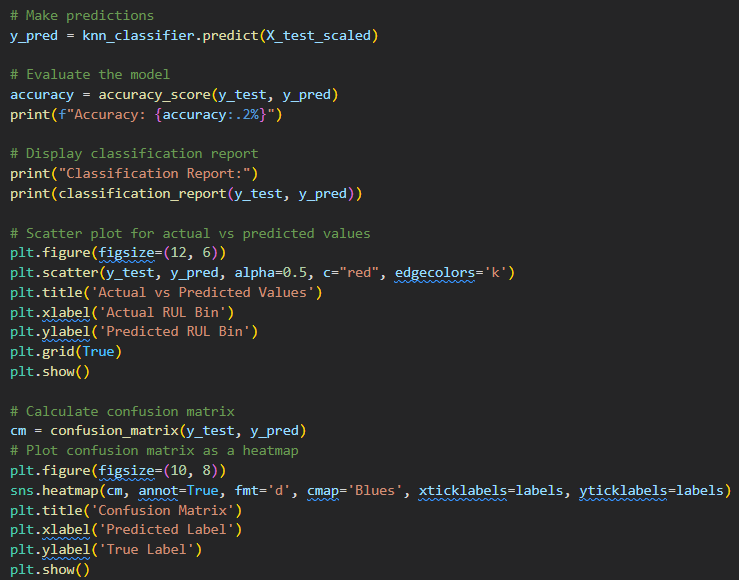 # Make predictions
y_pred = knn_classifier.predict(X_test_scaled)
# Evaluate the model
accuracy = accuracy_score(y_test, y_pred)
print(f"Accuracy: {accuracy:.2%}")
# Display classification report
print("Classification Report:")
print(classification_report(y_test, y_pred))
# Scatter plot for actual vs predicted values
plt.figure(figsize=(12, 6))
plt.scatter(y_test, y_pred, alpha=0.5, c="red", edgecolors='k')
plt.title('Actual vs Predicted Values')
plt.xlabel('Actual RUL Bin')
plt.ylabel('Predicted RUL Bin')
plt.grid(True)
plt.show()
# Calculate confusion matrix
cm = confusion_matrix(y_test, y_pred)
# Plot confusion matrix as a heatmap
plt.figure(figsize=(10, 8))
sns.heatmap(cm, annot=True, fmt='d', cmap='Blues', xticklabels=labels, yticklabels=labels)
plt.title('Confusion Matrix')
plt.xlabel('Predicted Label')
plt.ylabel('True Label')
plt.show()